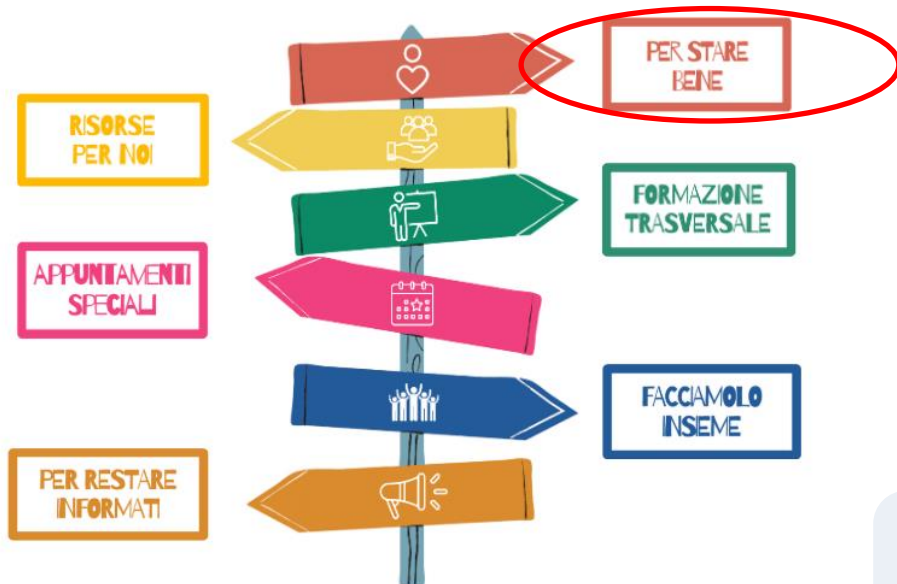 PER STARE
BENE
RISORSE
PER NOI
FORMAZIONE
TRASVERSALE
APPUNTAMENTI
SPECIALI
FACCIAMOLO
INSIEME
PER RESTARE
INFORMATI